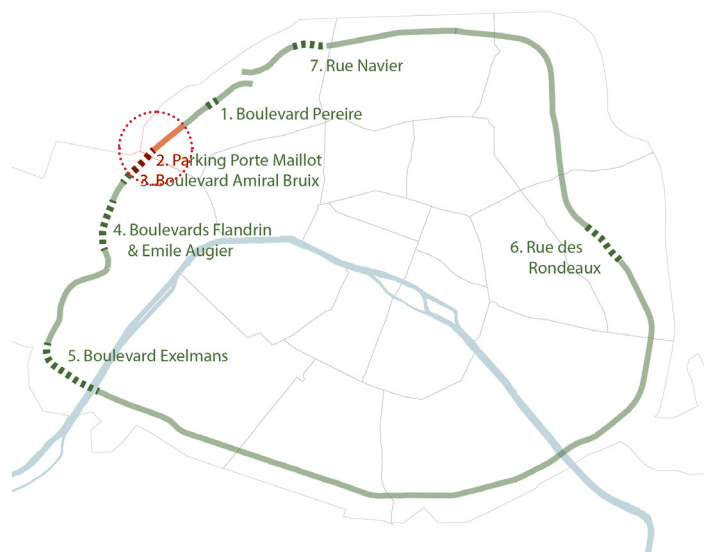 7. Rue Navier
1. Boulevard Pereire
2. Parking Porte Maillot
3. Boulevard Amiral Bruix
4. Boulevards Flandrin
& Emile Augier
6. Rue des
Rondeaux
5. Boulevard Exelmans